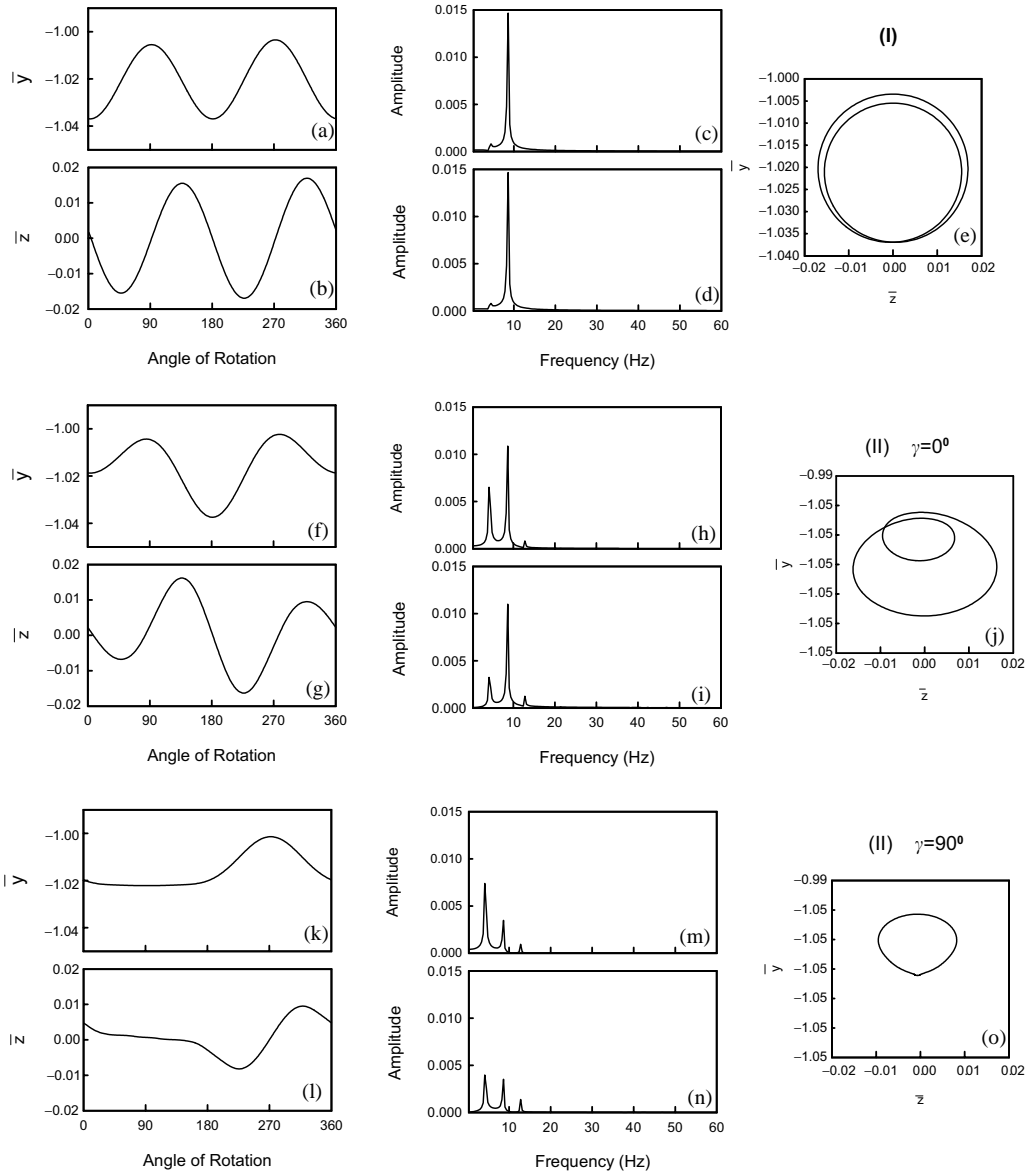 −1.00
−1.02
−1.04
y
(a)
0.02
0.01
0.00
−0.01
−0.02
z
(b)
0
90
180
270
360
Angle of Rotation
0.015
0.010
0.005
0.000
Amplitude
(c)
0.015
0.010
0.005
0.000
Amplitude
(d)
10
20
30
40
50
60
Frequency (Hz)
(I)
−1.000
−1.005
−1.010
−1.015
−1.020
−1.025
−1.030
−1.035
−1.040
y
(e)
−0.02
−0.01
0.00
0.01
0.02
z
−1.00
−1.02
−1.04
y
(f)
0.02
0.01
0.00
−0.01
−0.02
z
(g)
0
90
180
270
360
Angle of Rotation
0.015
0.010
0.005
0.000
Amplitude
(h)
0.015
0.010
0.005
0.000
Amplitude
(i)
10
20
30
40
50
60
Frequency (Hz)
(II) γ=0⁰
−0.99
−1.05
−1.05
−1.05
−1.05
−1.05
−1.05
y
(j)
−0.02
−0.01
0.00
0.01
0.02
z
−1.00
−1.02
−1.04
y
(k)
0.02
0.01
0.00
−0.01
−0.02
z
(l)
0
90
180
270
360
Angle of Rotation
0.015
0.010
0.005
0.000
Amplitude
(m)
0.015
0.010
0.005
0.000
Amplitude
(n)
10
20
30
40
50
60
Frequency (Hz)
(II) γ=90⁰
−0.99
−1.05
−1.05
−1.05
−1.05
−1.05
−1.05
y
(o)
−0.02
−0.01
0.00
0.01
0.02
z